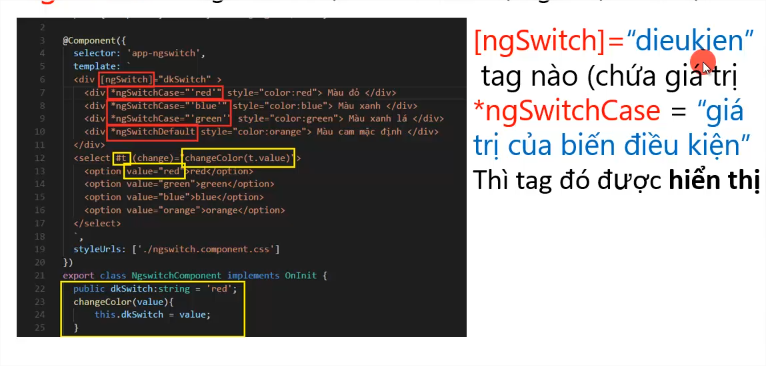 2
3 @Component({
4 selector: 'app-ngswitch',
5 template: `
6 <div [ngSwitch]="dkSwitch" >
7 <div *ngSwitchCase="'red'" style="color:red"> Màu đỏ </div>
8 <div *ngSwitchCase="'blue'" style="color:blue"> Màu xanh </div>
9 <div *ngSwitchCase="'green'" style="color:green"> Màu xanh lá </div>
10 <div *ngSwitchDefault style="color:orange"> Màu cam mặc định </div>
11 </div>
12 <select #t (change)="changeColor(t.value)">
13 <option value="red">red</option>
14 <option value="green">green</option>
15 <option value="blue">blue</option>
16 <option value="orange">orange</option>
17 </select>
18 `,
19 styleUrls: ['./ngswitch.component.css']
20 })
21 export class NgswitchComponent implements OnInit {
22 public dkSwitch:string = 'red';
23 changeColor(value){
24 this.dkSwitch = value;
25 }
[ngSwitch]=“dieukien”
tag nào (chứa giá trị
*ngSwitchCase = “giá
trị của biến điều kiện”
Thì tag đó được hiển thị